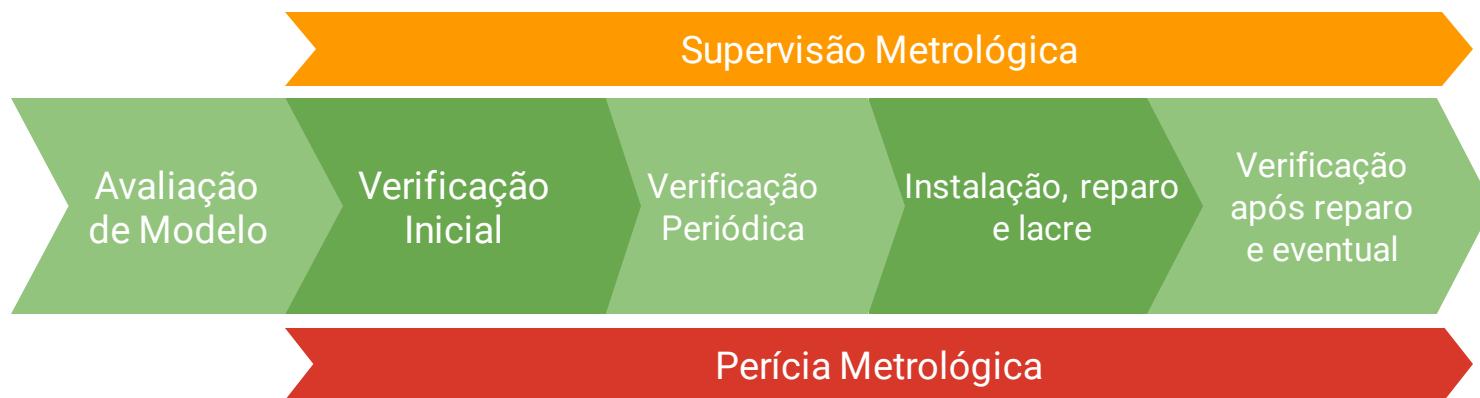 Supervisão Metrológica
Avaliação
de Modelo
Verificação
Inicial
Verificação
Periódica
Instalação, reparo
e lacre
Verificação
após reparo
e eventual
Perícia Metrológica